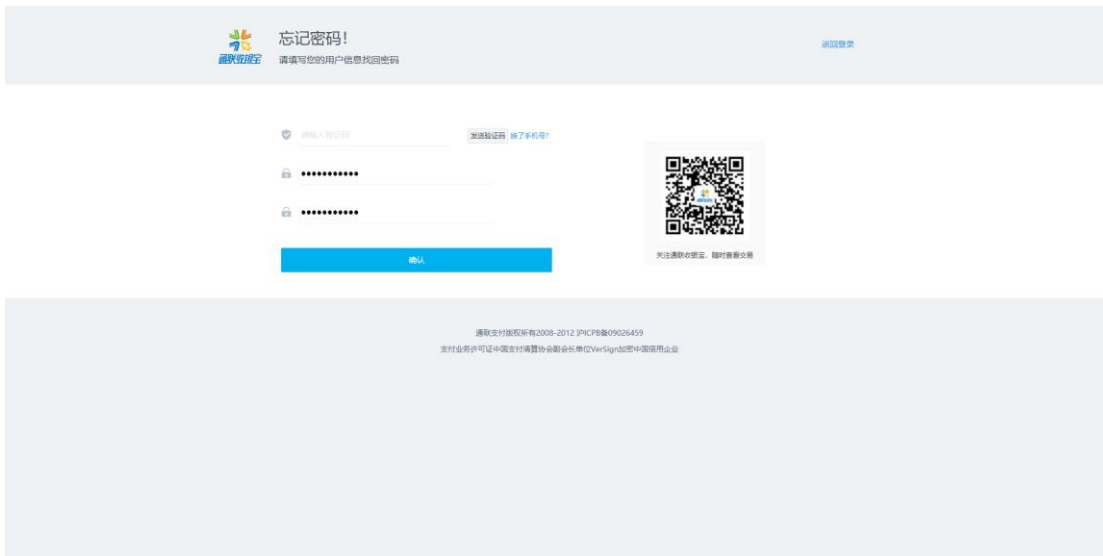 忘记密码!
通联收银宝
请填写您的用户信息找回密码
返回登录
请输入验证码
发送验证码 换了手机号?
•••••••••••
•••••••••••
确认
关注通联收银宝,随时查看交易
通联支付版权所有2008-2012 沪ICP备09026459
支付业务许可证中国支付清算协会副会长单位VerSign加密中国信用企业